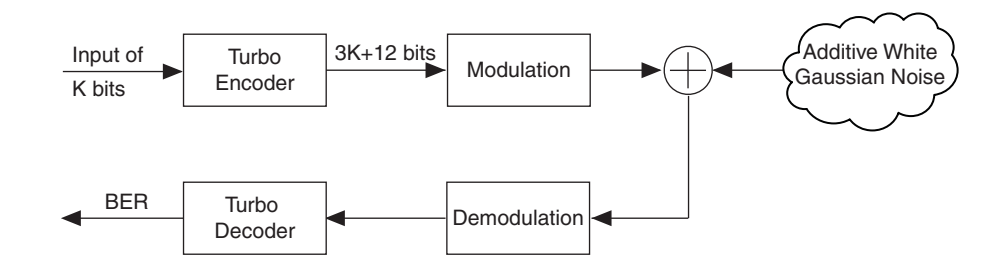 Input of
K bits
Turbo
Encoder
3K+12 bits
Modulation
Additive White
Gaussian Noise
BER
Turbo
Decoder
Demodulation